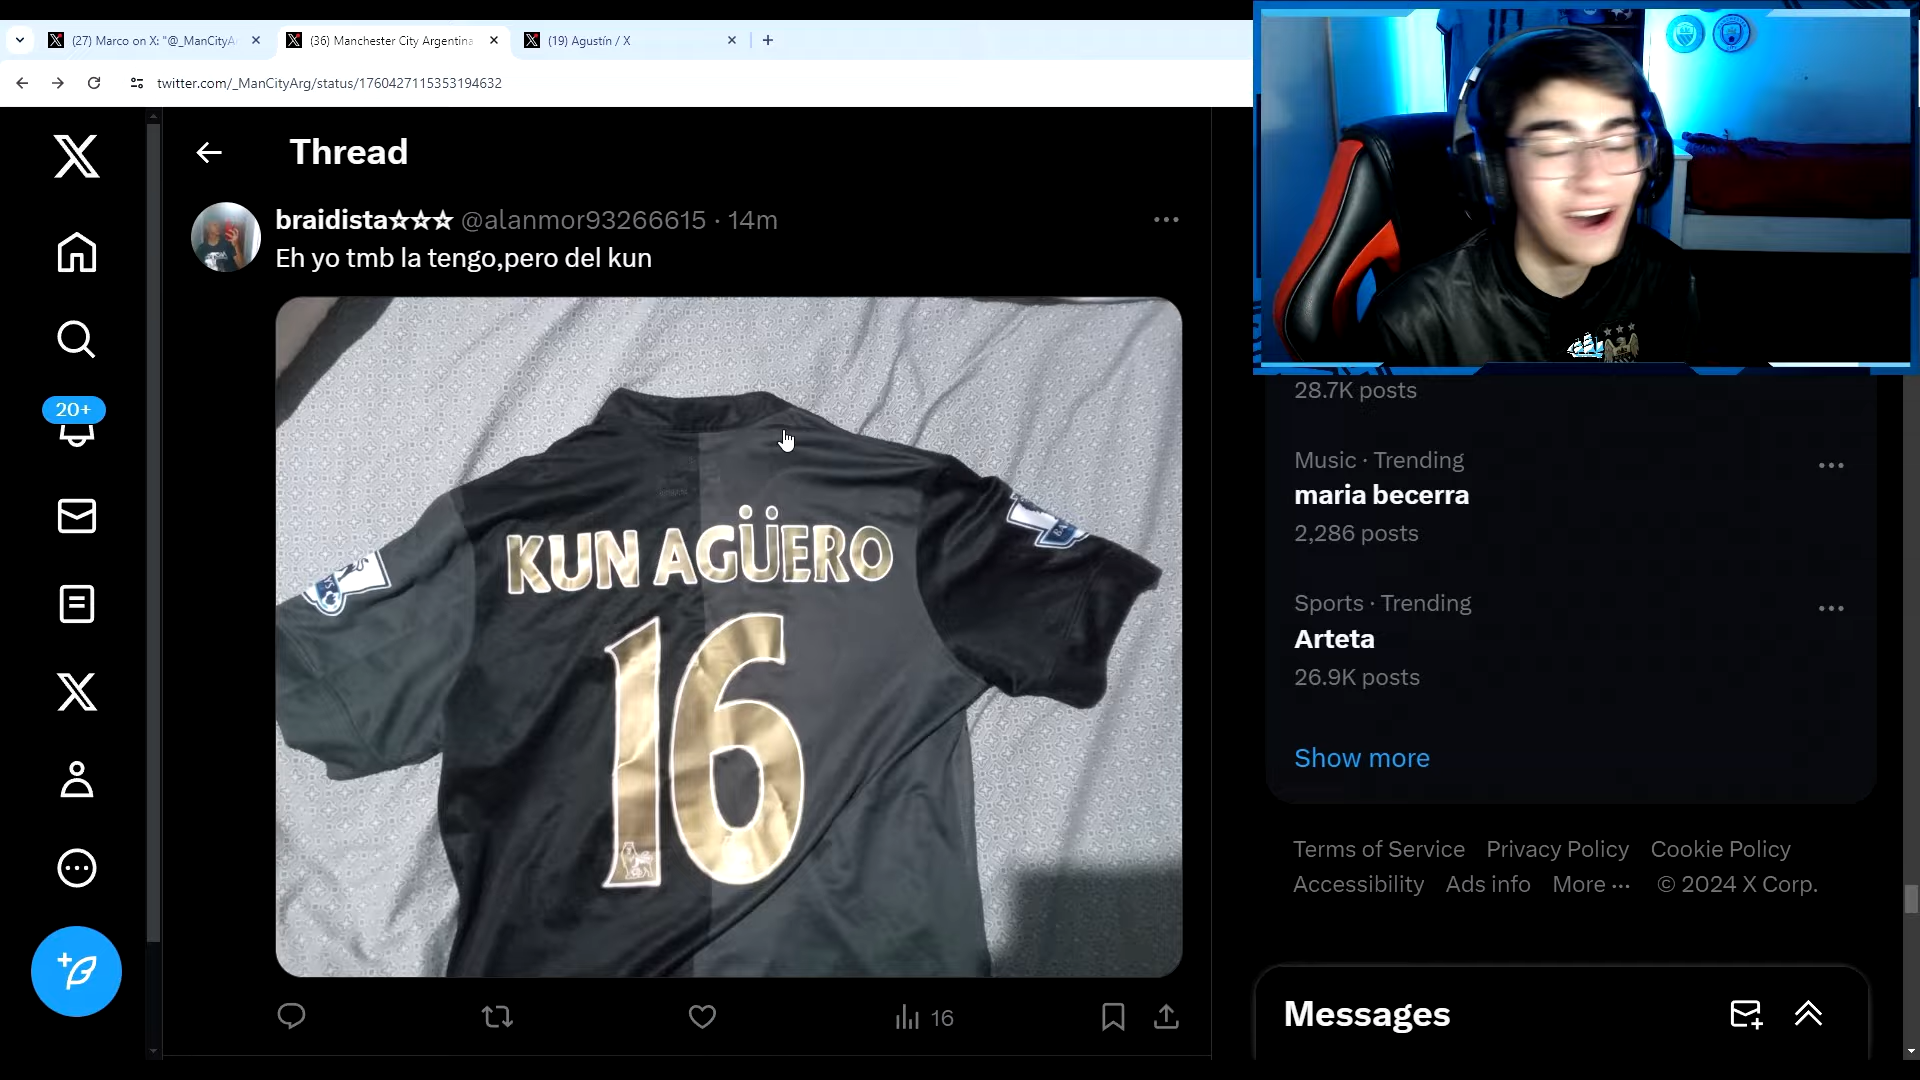 (27) Marco on X: "@_ManCityA
(36) Manchester City Argentina
(19) Agustín / X
twitter.com/_ManCityArg/status/1760427115353194632
Thread
braidista☆☆☆ @alanmor93266615 · 14m
Eh yo tmb la tengo,pero del kun
KUN AGÜERO
16
20+
16
28.7K posts
Music · Trending
maria becerra
2,286 posts
Sports · Trending
Arteta
26.9K posts
Show more
Terms of Service Privacy Policy Cookie Policy
Accessibility Ads info More ··· © 2024 X Corp.
Messages